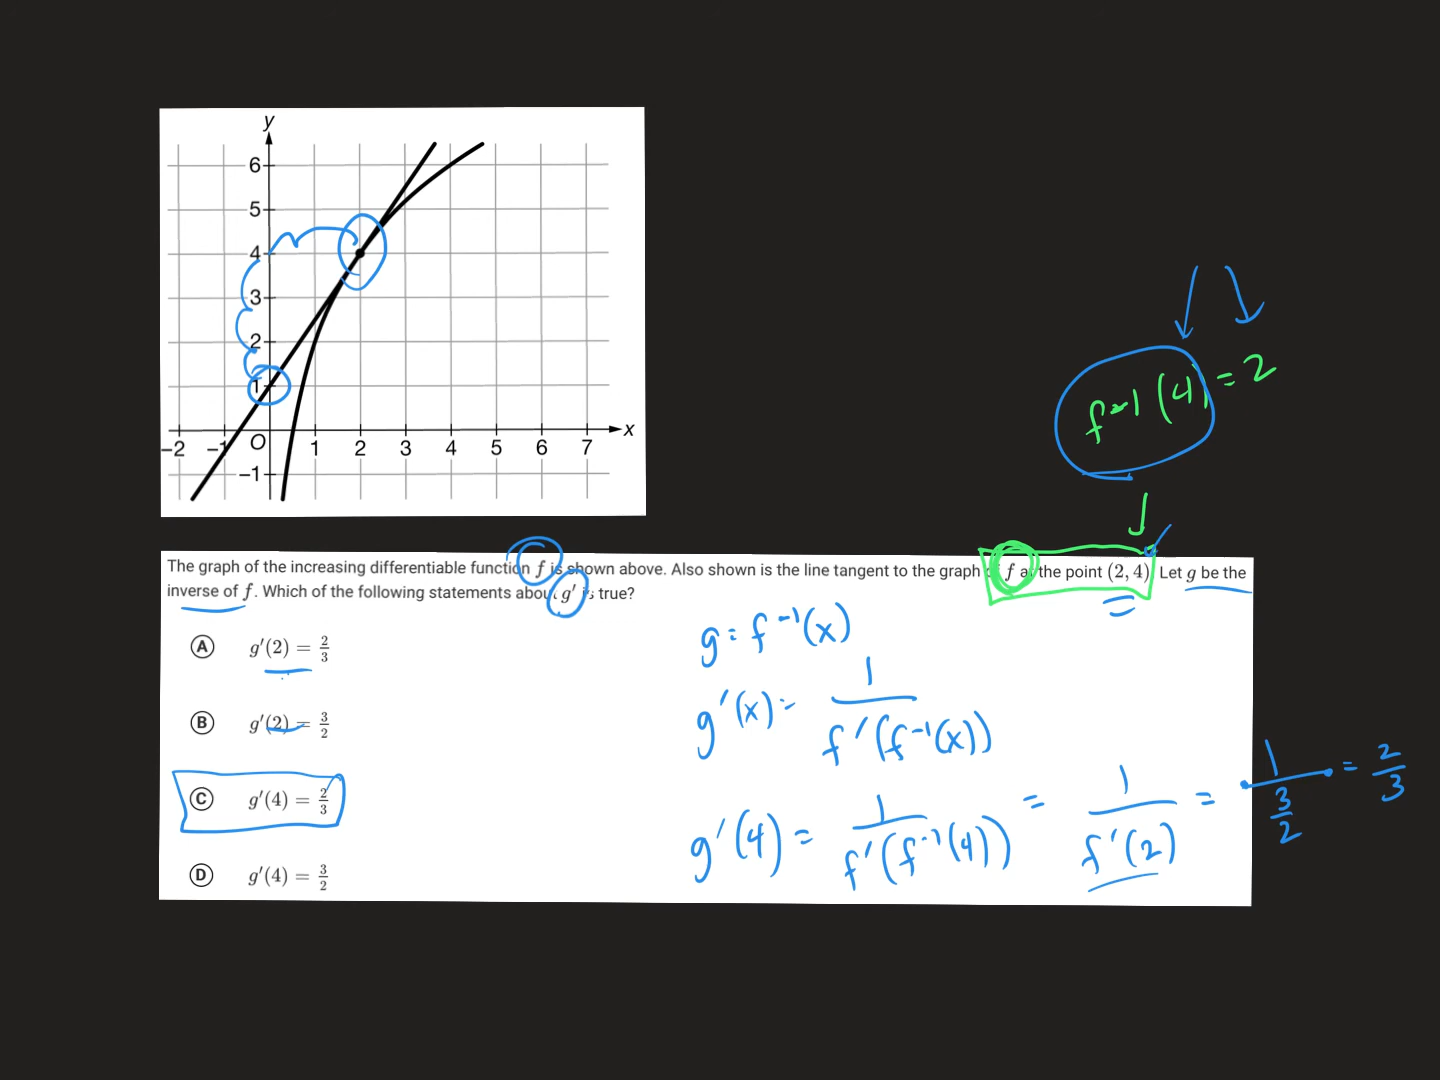 y
6
5
4
3
2
1
O
-2 -1 1 2 3 4 5 6 7 x
-1
f-1(4) = 2
The graph of the increasing differentiable function f is shown above. Also shown is the line tangent to the graph of f at the point (2, 4). Let g be the
inverse of f. Which of the following statements about g′ is true?
A g′(2) = 2/3
B g′(2) = 3/2
C g′(4) = 2/3
D g′(4) = 3/2
g = f⁻¹(x)
g′(x) = 1/f′(f⁻¹(x))
g′(4) = 1/f′(f⁻¹(4)) = 1/f′(2) = 1/(3/2) = 2/3